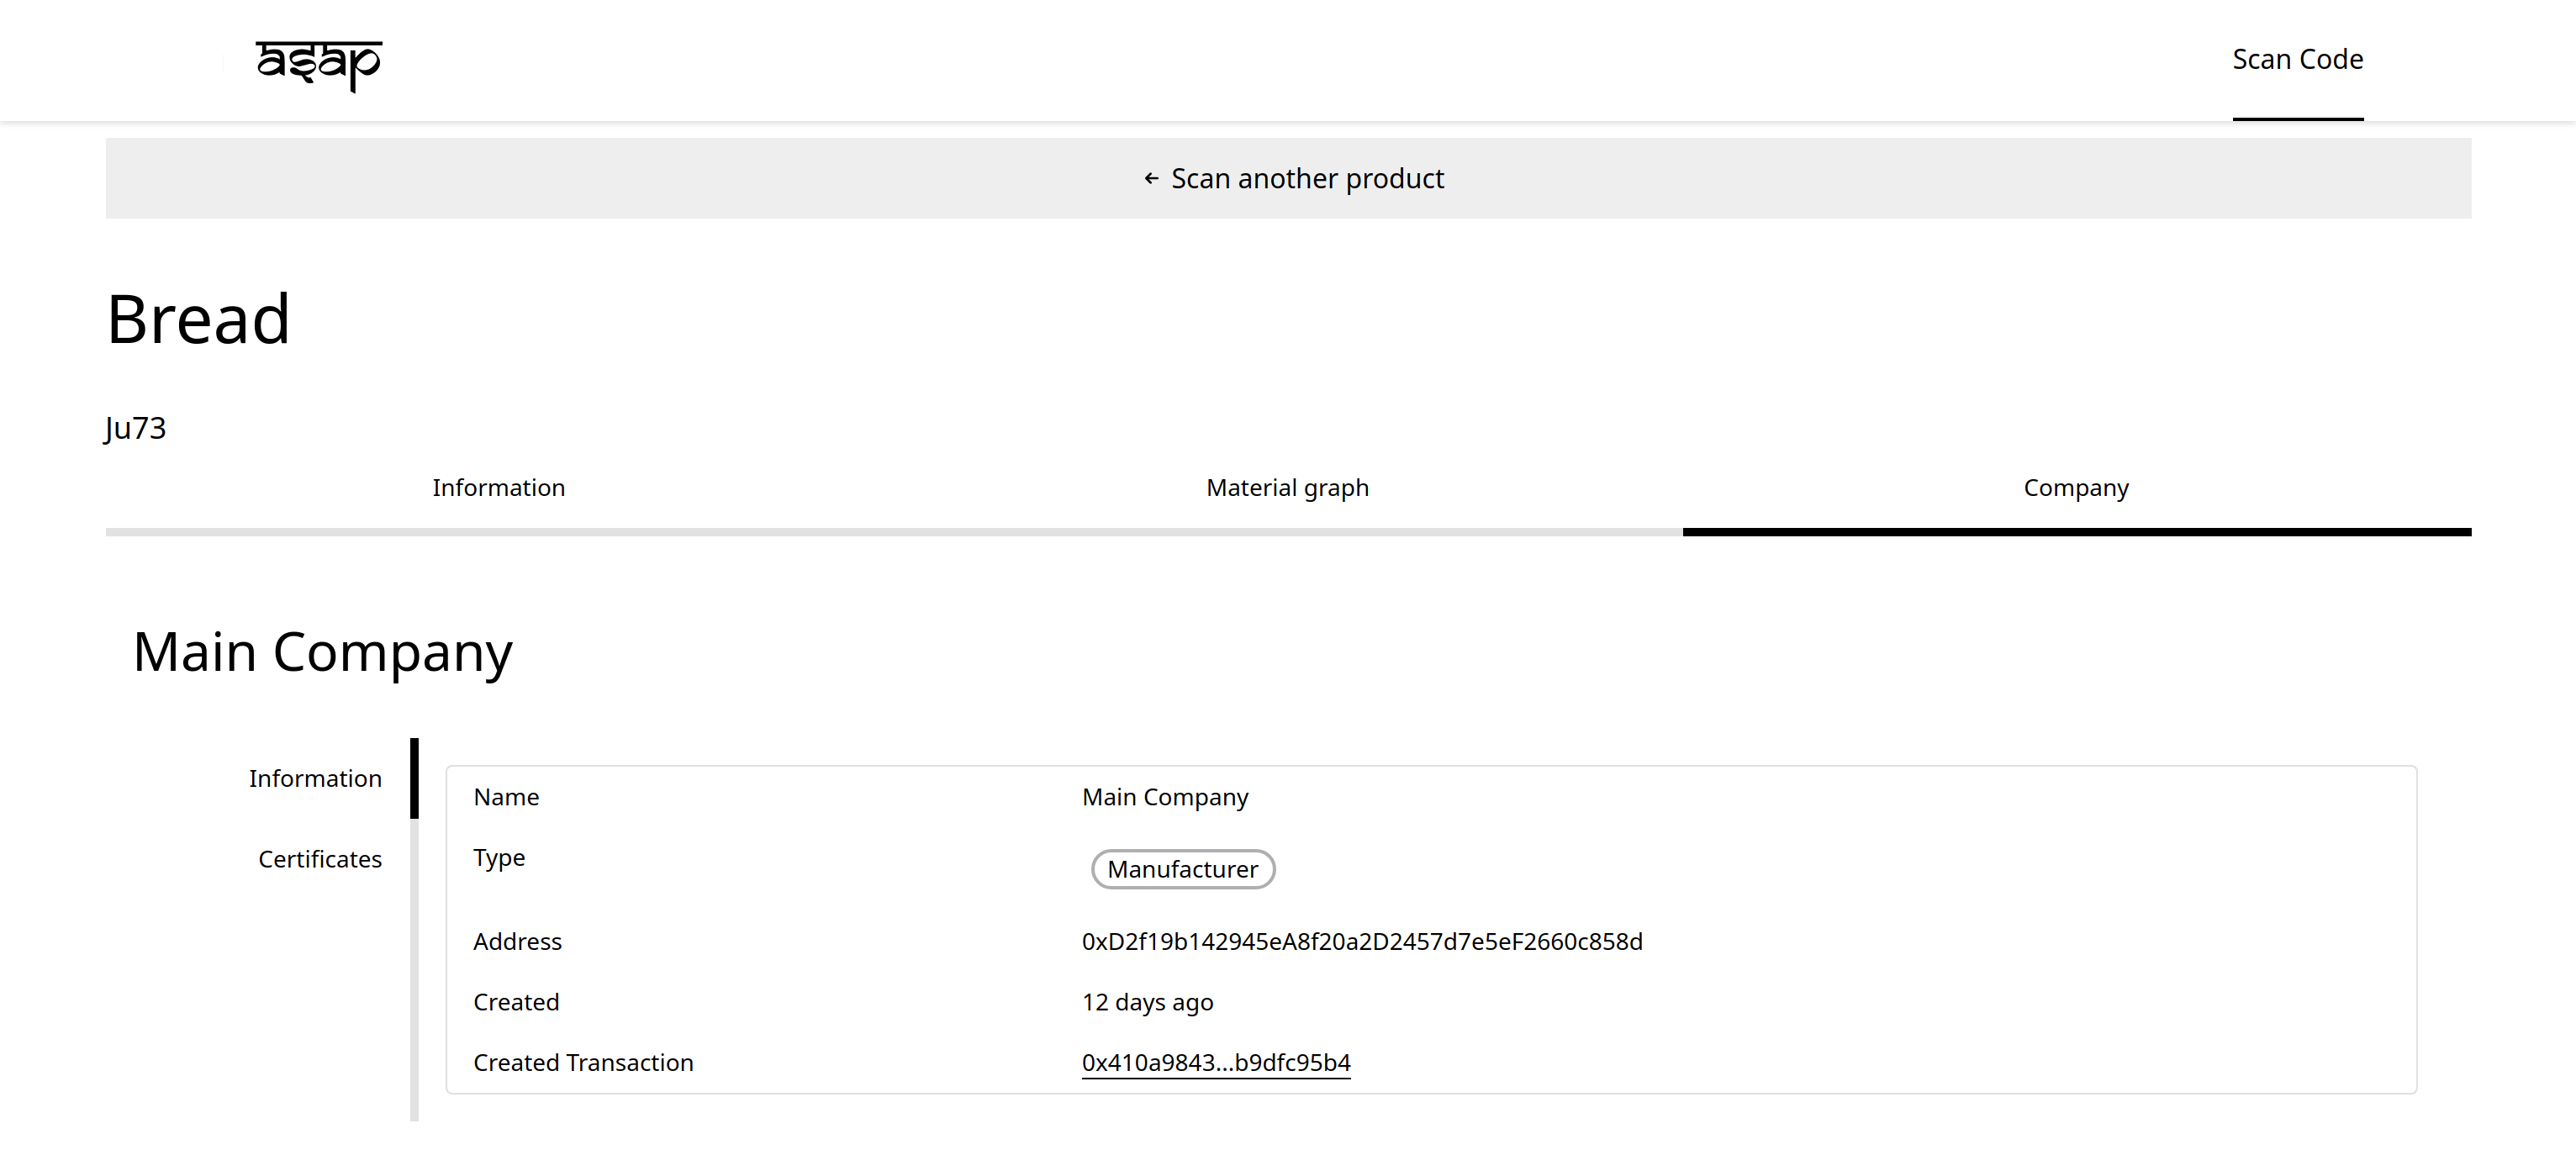 asap
Scan Code
← Scan another product
Bread
Ju73
Information Material graph Company
Main Company
Information
Certificates
Name Main Company
Type Manufacturer
Address 0xD2f19b142945eA8f20a2D2457d7e5eF2660c858d
Created 12 days ago
Created Transaction 0x410a9843...b9dfc95b4